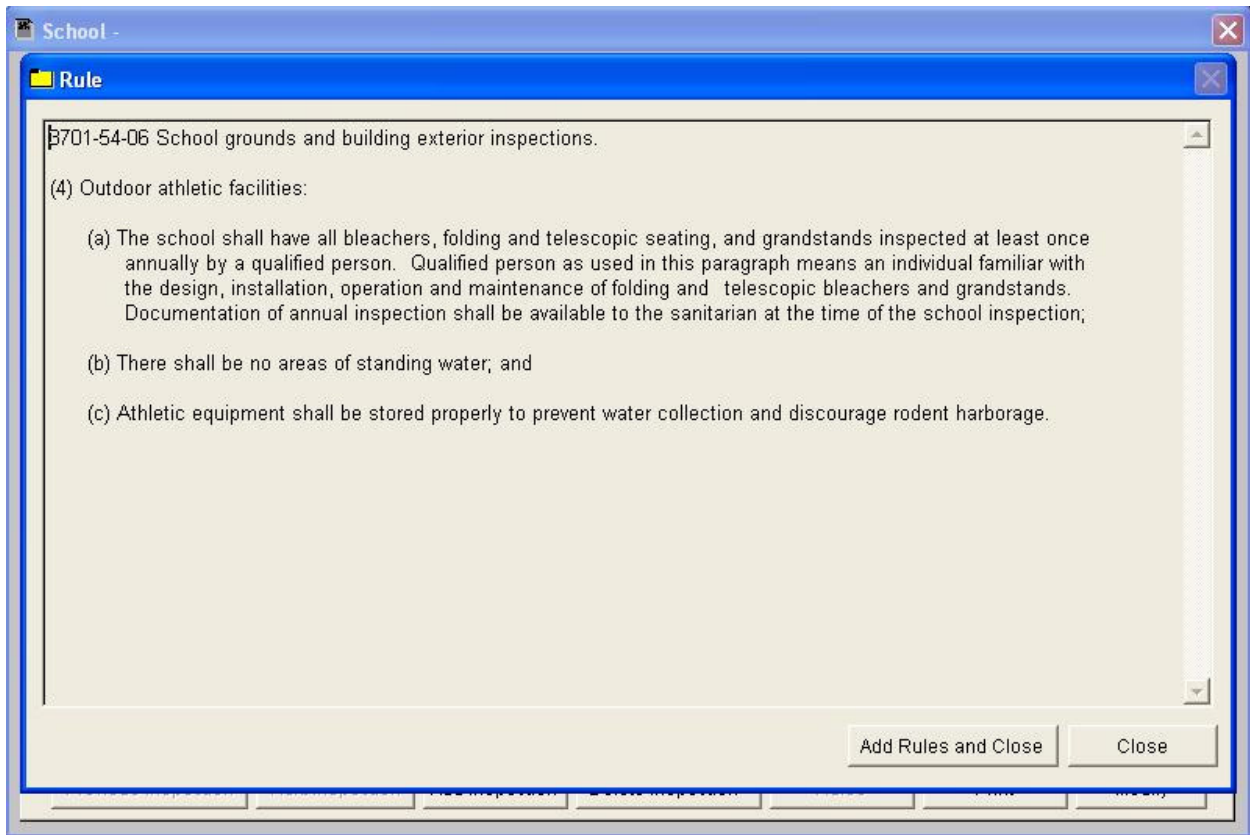 School -
Rule
3701-54-06 School grounds and building exterior inspections.
(4) Outdoor athletic facilities:
(a) The school shall have all bleachers, folding and telescopic seating, and grandstands inspected at least once
annually by a qualified person.  Qualified person as used in this paragraph means an individual familiar with
the design, installation, operation and maintenance of folding and   telescopic bleachers and grandstands.
Documentation of annual inspection shall be available to the sanitarian at the time of the school inspection;
(b) There shall be no areas of standing water; and
(c) Athletic equipment shall be stored properly to prevent water collection and discourage rodent harborage.
Add Rules and Close
Close